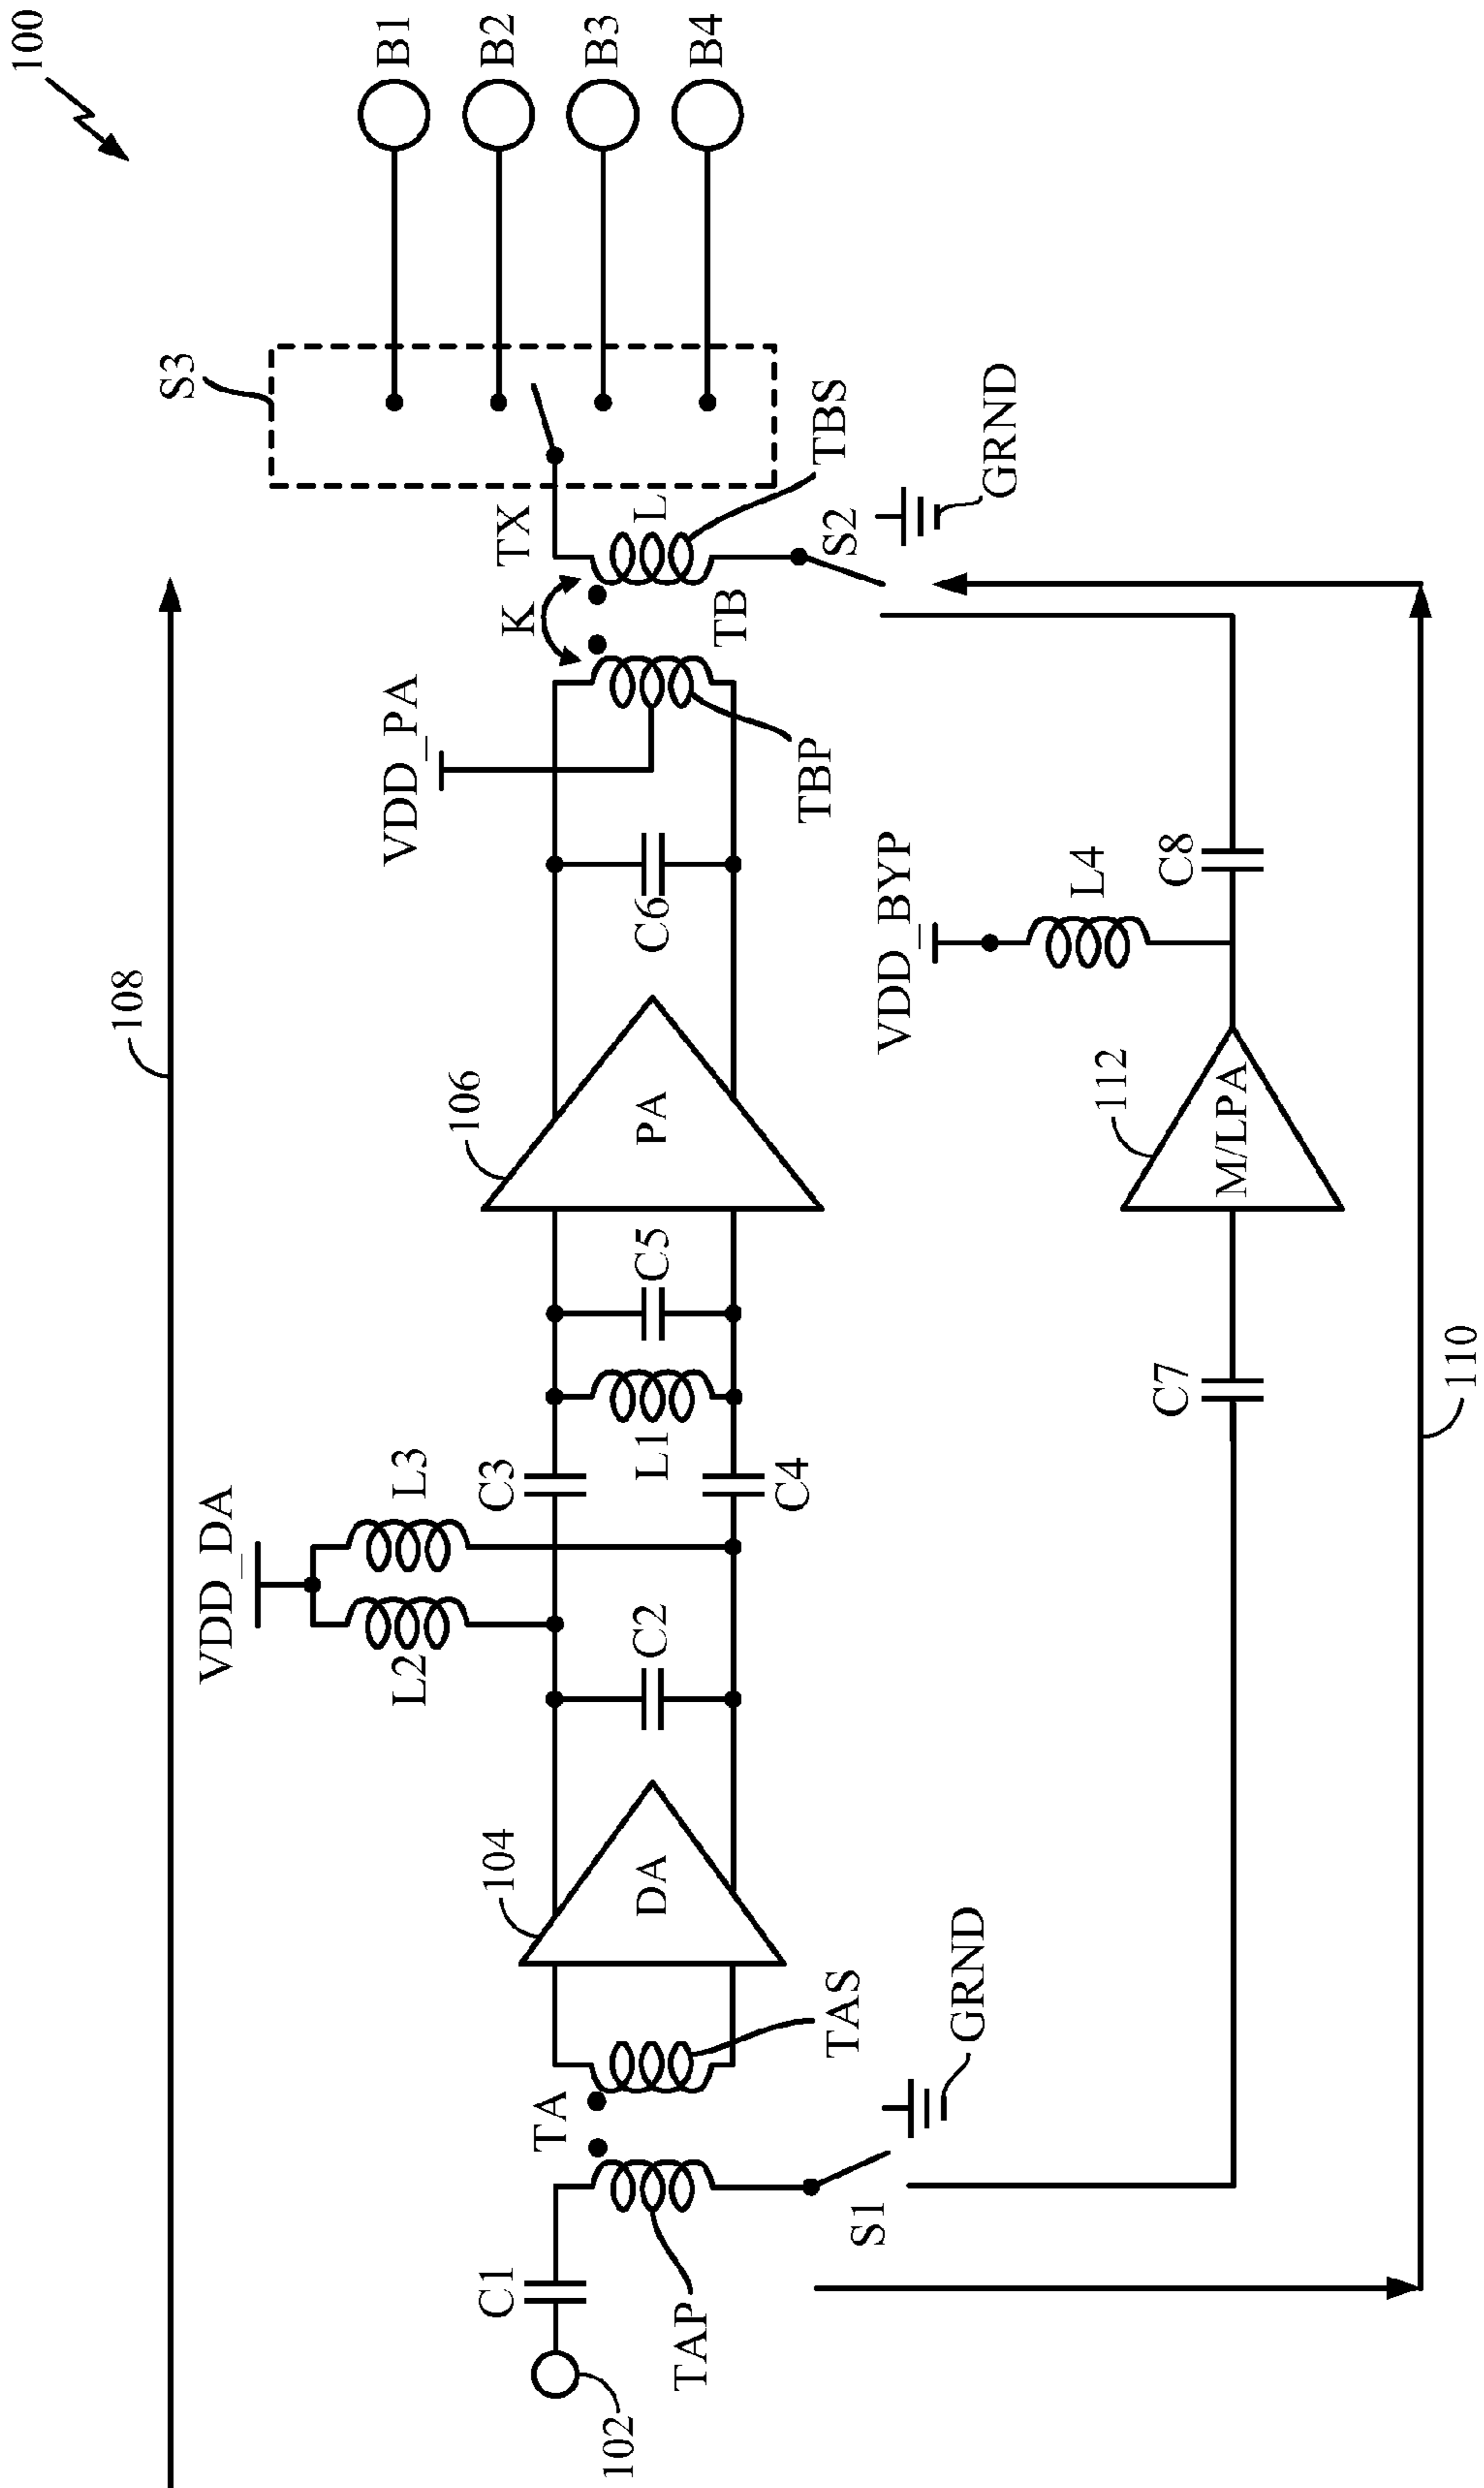 100
108
VDD_DA
L2
L3
VDD_PA
S3
B1
B2
B3
B4
102
C1
TA
104
DA
C2
C3
C4
L1
C5
106
PA
C6
K
TX
L
TB
TAP
TAS
TBP
TBS
S1
GRND
S2
GRND
VDD_BYP
L4
C7
112
M/LPA
C8
110